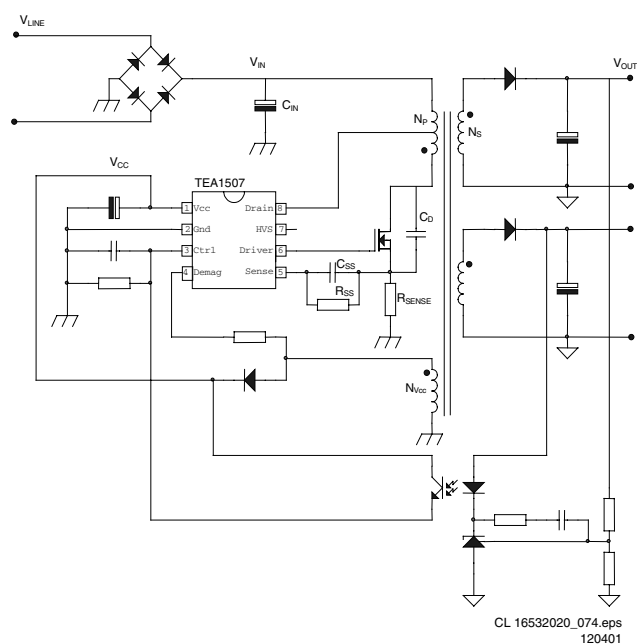 VLINE
VIN
VOUT
CIN
NP
NS
VCC
TEA1507
1 Vcc Drain 8
2 Gnd HVS 7
3 Ctrl Driver 6
4 Demag Sense 5
CD
CSS
RSS
RSENSE
NVcc
CL 16532020_074.eps
120401